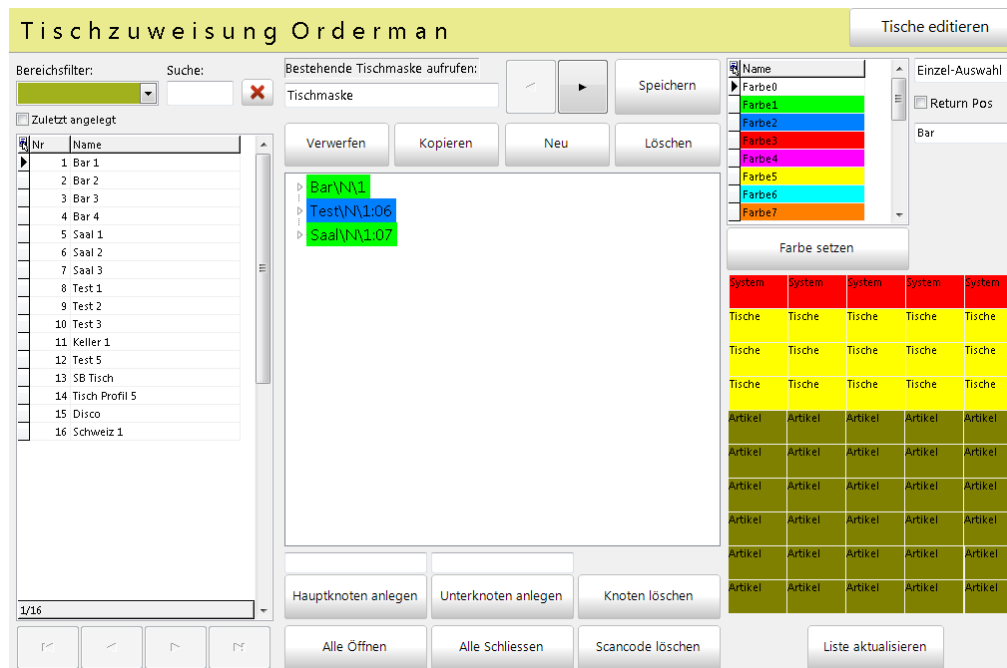 Tischzuweisung Orderman
Tische editieren
Bereichsfilter:
Suche:
Zuletzt angelegt
Nr Name
1 Bar 1
2 Bar 2
3 Bar 3
4 Bar 4
5 Saal 1
6 Saal 2
7 Saal 3
8 Test 1
9 Test 2
10 Test 3
11 Keller 1
12 Test 5
13 SB Tisch
14 Tisch Profil 5
15 Disco
16 Schweiz 1
1/16
Bestehende Tischmaske aufrufen:
Tischmaske
Speichern
Verwerfen
Kopieren
Neu
Löschen
Bar\N\1
Test\N\1:06
Saal\N\1:07
Hauptknoten anlegen
Unterknoten anlegen
Knoten löschen
Alle Öffnen
Alle Schliessen
Scancode löschen
Name
Farbe0
Farbe1
Farbe2
Farbe3
Farbe4
Farbe5
Farbe6
Farbe7
Einzel-Auswahl
Return Pos
Bar
Farbe setzen
System System System System System
Tische Tische Tische Tische Tische
Tische Tische Tische Tische Tische
Tische Tische Tische Tische Tische
Artikel Artikel Artikel Artikel Artikel
Artikel Artikel Artikel Artikel Artikel
Artikel Artikel Artikel Artikel Artikel
Artikel Artikel Artikel Artikel Artikel
Artikel Artikel Artikel Artikel Artikel
Artikel Artikel Artikel Artikel Artikel
Liste aktualisieren